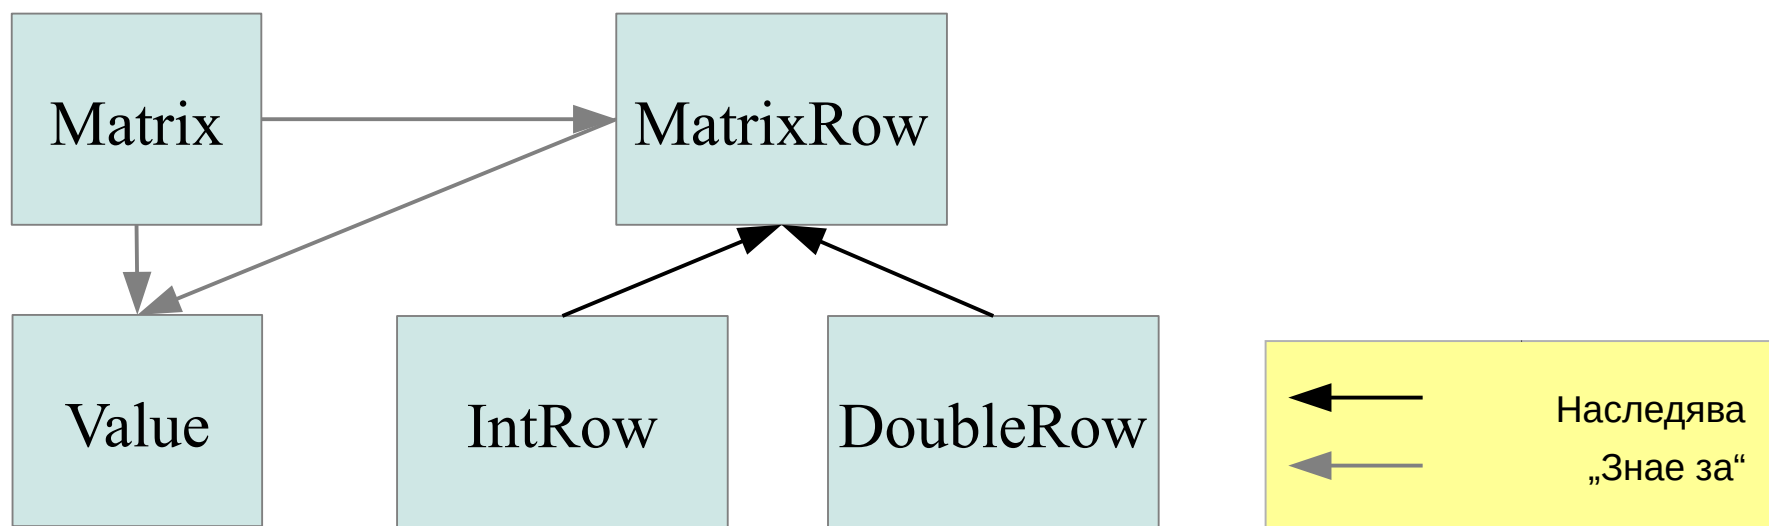 Matrix
MatrixRow
Value
IntRow
DoubleRow
Наследява
„Знае за“